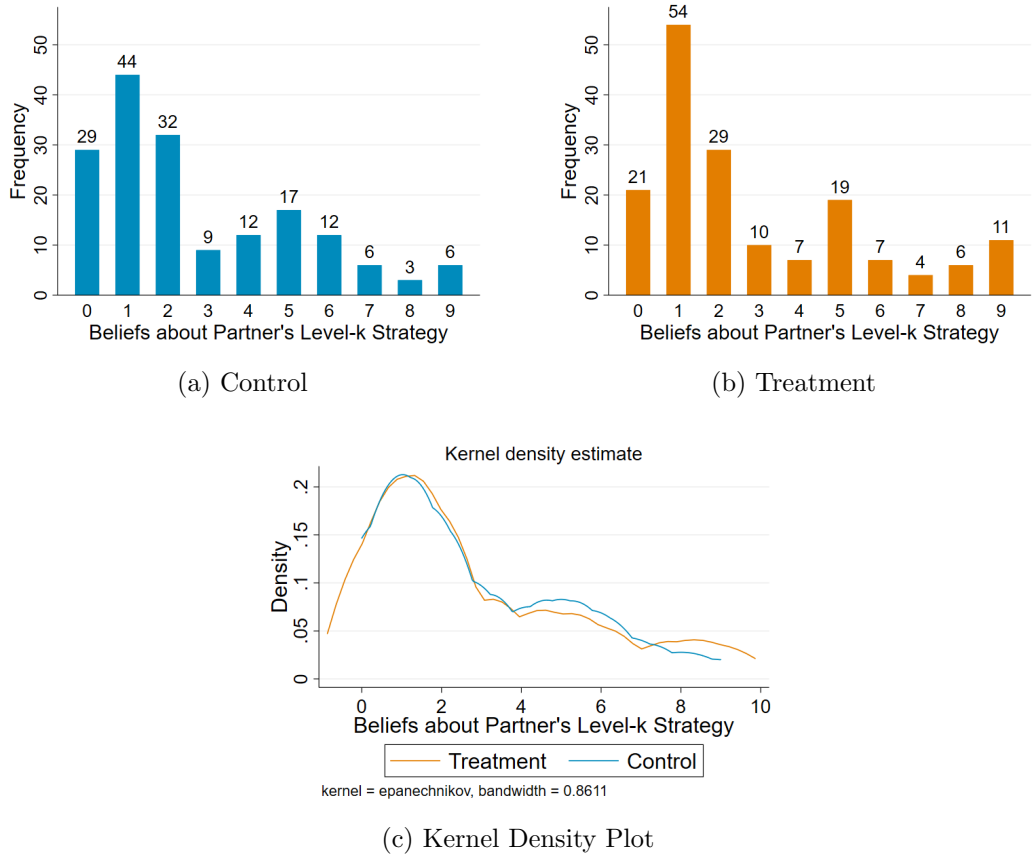 Frequency
0
10
20
30
40
50
29
44
32
9
12
17
12
6
3
6
0 1 2 3 4 5 6 7 8 9
Beliefs about Partner's Level-k Strategy
(a) Control
Frequency
0
10
20
30
40
50
21
54
29
10
7
19
7
4
6
11
0 1 2 3 4 5 6 7 8 9
Beliefs about Partner's Level-k Strategy
(b) Treatment
Kernel density estimate
Density
0
.05
.1
.15
.2
0 2 4 6 8 10
Beliefs about Partner's Level-k Strategy
Treatment Control
kernel = epanechnikov, bandwidth = 0.8611
(c) Kernel Density Plot